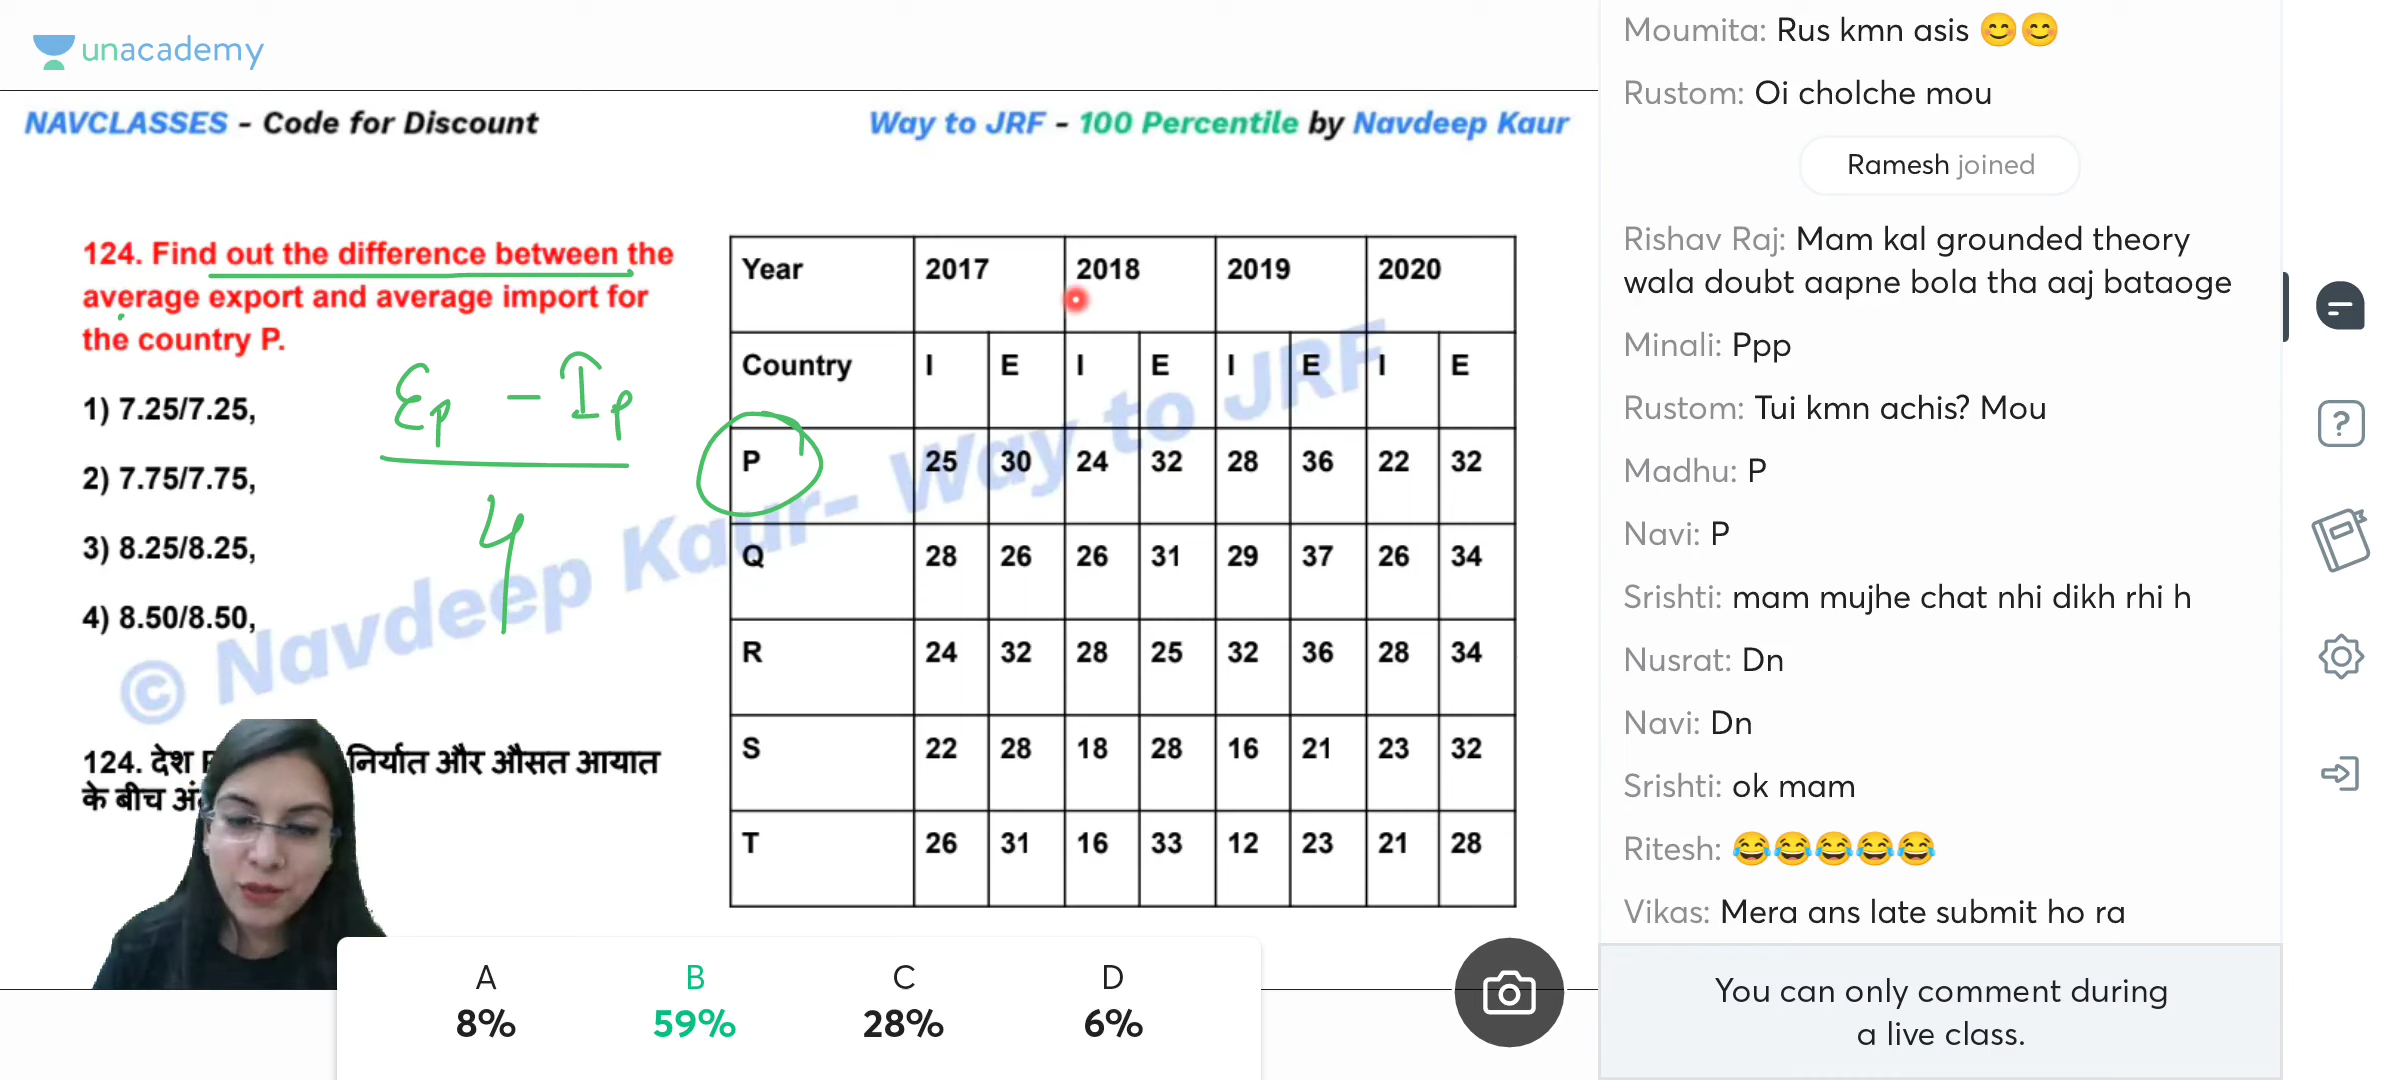 unacademy
NAVCLASSES - Code for Discount
Way to JRF - 100 Percentile by Navdeep Kaur
124. Find out the difference between the
average export and average import for
the country P.
1) 7.25/7.25,
2) 7.75/7.75,
3) 8.25/8.25,
4) 8.50/8.50,
Ep - Ip
4
124. देश
निर्यात और औसत आयात
के बीच
Year 2017 2018 2019 2020
Country I E I E I E I E
P 25 30 24 32 28 36 22 32
Q 28 26 26 31 29 37 26 34
R 24 32 28 25 32 36 28 34
S 22 28 18 28 16 21 23 32
T 26 31 16 33 12 23 21 28
© Navdeep Kaur- Way to JRF
A B C D
8% 59% 28% 6%
Moumita: Rus kmn asis 😊😊
Rustom: Oi cholche mou
Ramesh joined
Rishav Raj: Mam kal grounded theory
wala doubt aapne bola tha aaj bataoge
Minali: Ppp
Rustom: Tui kmn achis? Mou
Madhu: P
Navi: P
Srishti: mam mujhe chat nhi dikh rhi h
Nusrat: Dn
Navi: Dn
Srishti: ok mam
Ritesh: 😂😂😂😂😂
Vikas: Mera ans late submit ho ra
You can only comment during
a live class.
?